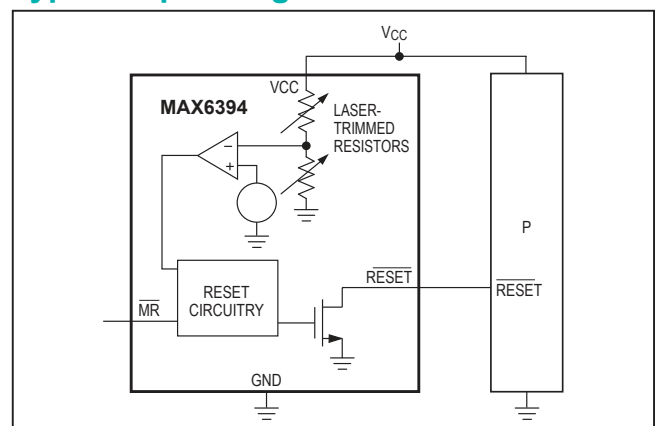 VCC
VCC
MAX6394
LASER-
TRIMMED
RESISTORS
−
+
P
RESET
CIRCUITRY
MR
RESET
RESET
GND